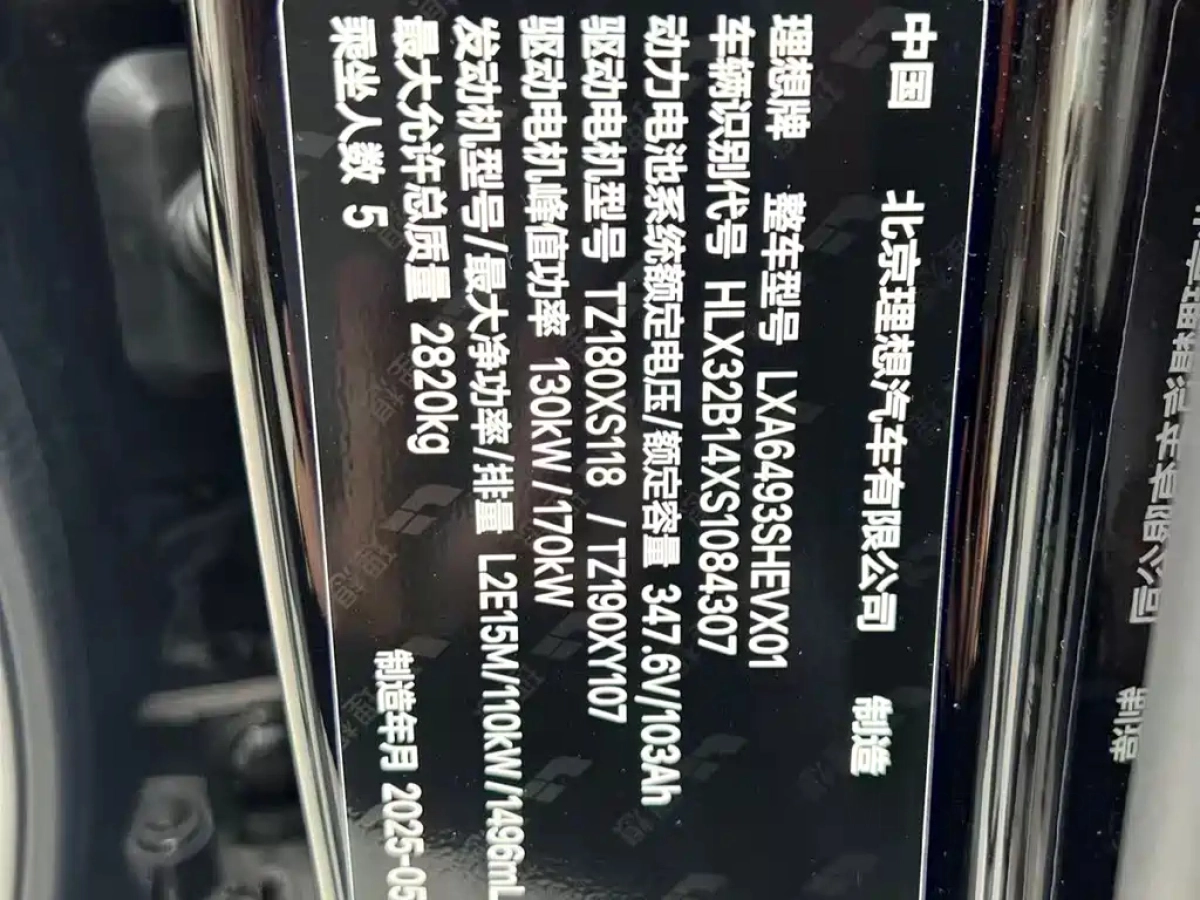 中国 北京理想汽车有限公司 制造
理想牌 整车型号 LXA6493SHEVX01
车辆识别代号 HLX32B14XS1084307
动力电池系统额定电压/额定容量 347.6V/103Ah
驱动电机型号 TZ180XS118 /TZ190XY107
驱动电机峰值功率 130kW/170kW
发动机型号/最大净功率/排量 L2E15M/110kW/1496mL
最大允许总质量 2820kg
乘坐人数 5
制造年月 2025-05